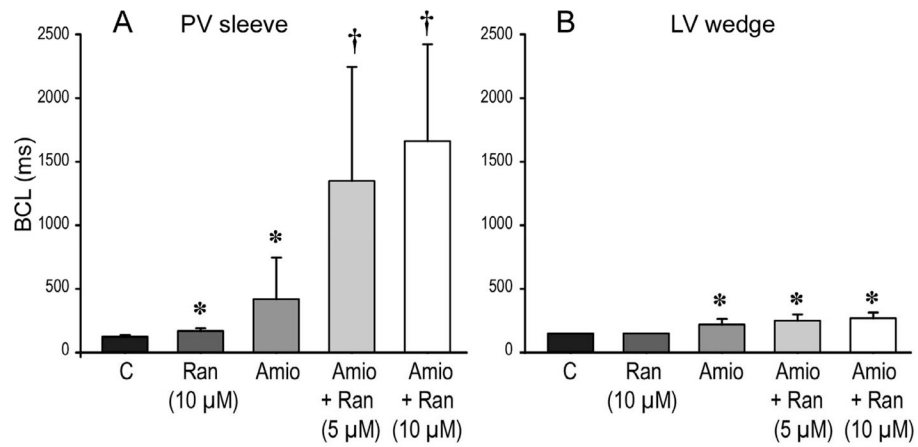 A PV sleeve
BCL (ms)
2500
2000
1500
1000
500
0
*
*
†
†
C
Ran
(10 µM)
Amio
Amio
+ Ran
(5 µM)
Amio
+ Ran
(10 µM)
B LV wedge
2500
2000
1500
1000
500
0
*
*
*
C
Ran
(10 µM)
Amio
Amio
+ Ran
(5 µM)
Amio
+ Ran
(10 µM)